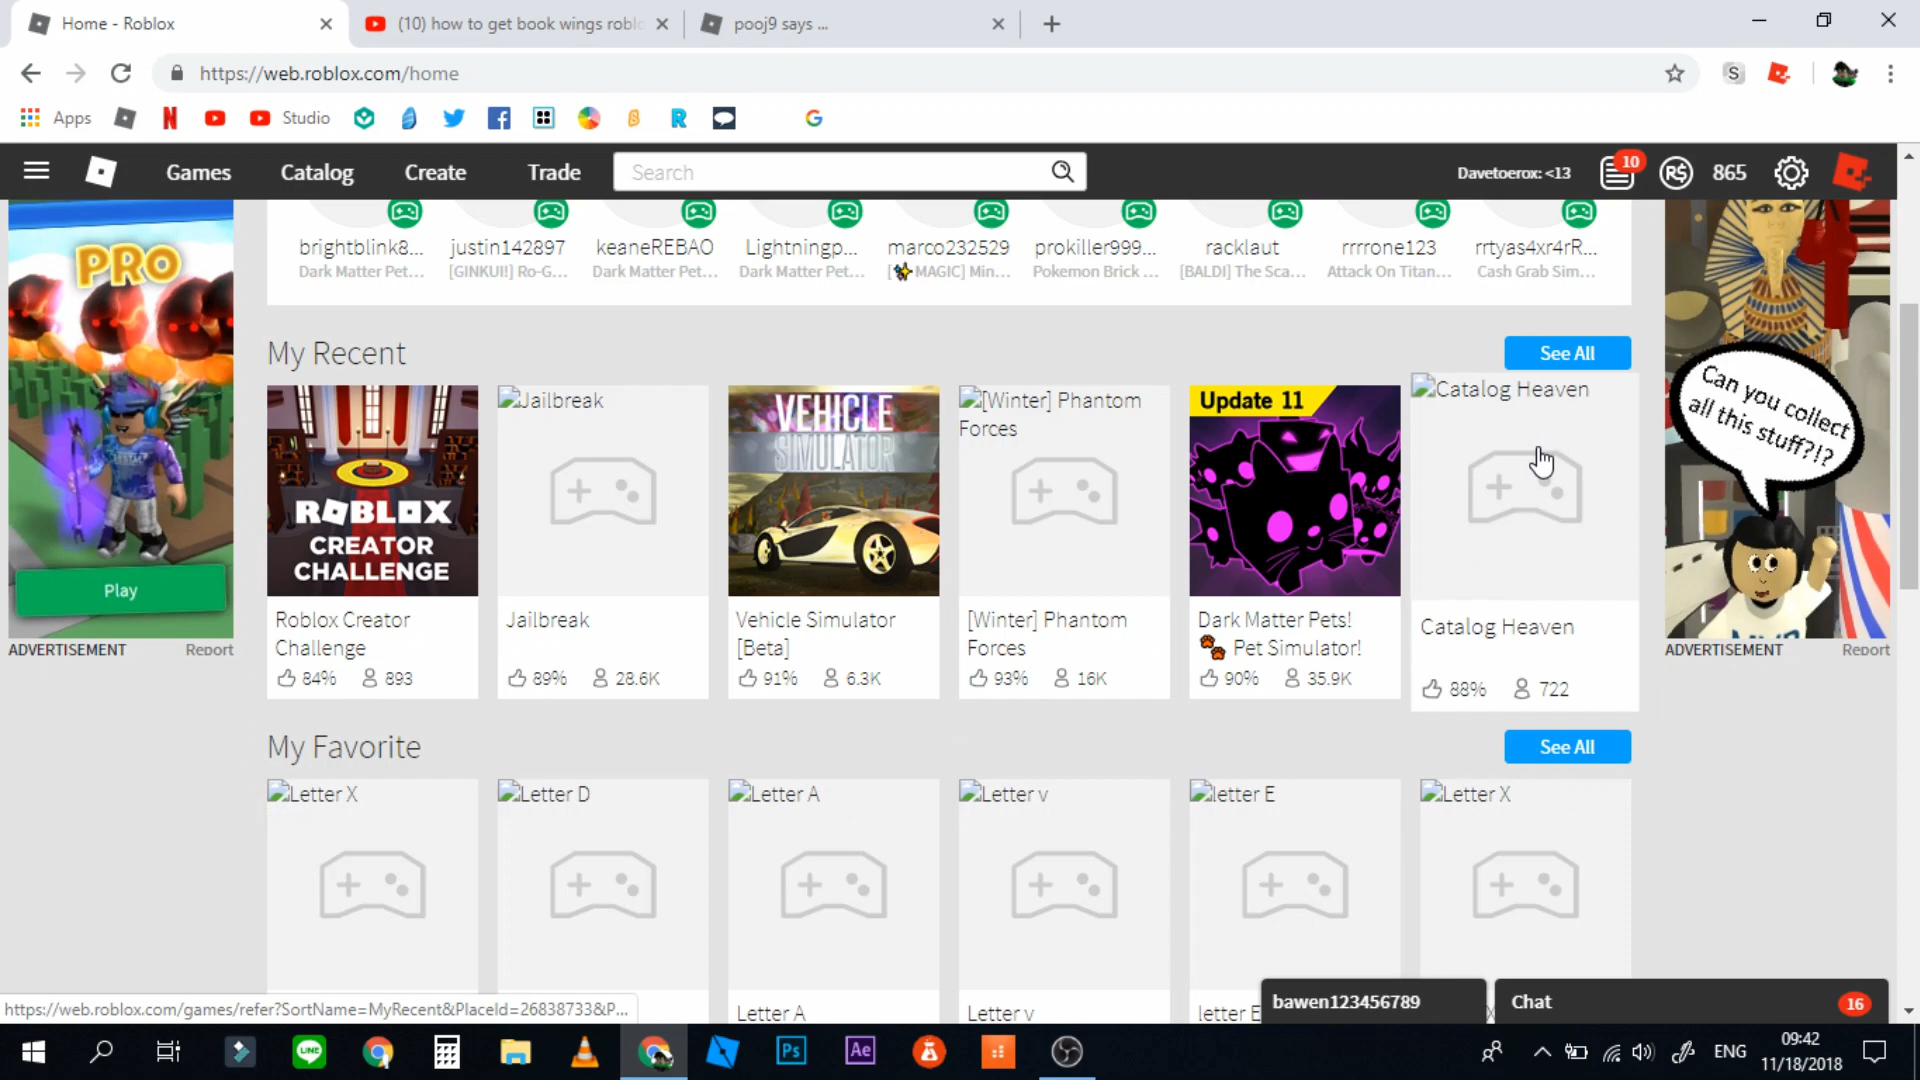 Home - Roblox
(10) how to get book wings roblo
pooj9 says ...
https://web.roblox.com/home
Apps
Studio
Games
Catalog
Create
Trade
Search
Davetoerox: <13
10
865
brightblink8...
justin142897
keaneREBAO
Lightningp...
marco232529
prokiller999...
racklaut
rrrrone123
rrtyas4xr4rR...
Dark Matter Pet...
[GINKUI!] Ro-G...
Dark Matter Pet...
Dark Matter Pet...
[✨MAGIC] Min...
Pokemon Brick ...
[BALDI] The Sca...
Attack On Titan...
Cash Grab Sim...
PRO
Play
ADVERTISEMENT
Report
My Recent
See All
ROBLOX
CREATOR
CHALLENGE
Jailbreak
VEHICLE
SIMULATOR
[Winter] Phantom
Forces
Update 11
Catalog Heaven
Roblox Creator
Challenge
84%
893
Jailbreak
89%
28.6K
Vehicle Simulator
[Beta]
91%
6.3K
[Winter] Phantom
Forces
93%
16K
Dark Matter Pets!
🐾 Pet Simulator!
90%
35.9K
Catalog Heaven
88%
722
Can you collect
all this stuff?!?
ADVERTISEMENT
Report
My Favorite
See All
Letter X
Letter D
Letter A
Letter v
letter E
Letter X
Letter A
Letter v
letter E
https://web.roblox.com/games/refer?SortName=MyRecent&PlaceId=26838733&P...
bawen123456789
Chat
16
ENG
09:42
11/18/2018